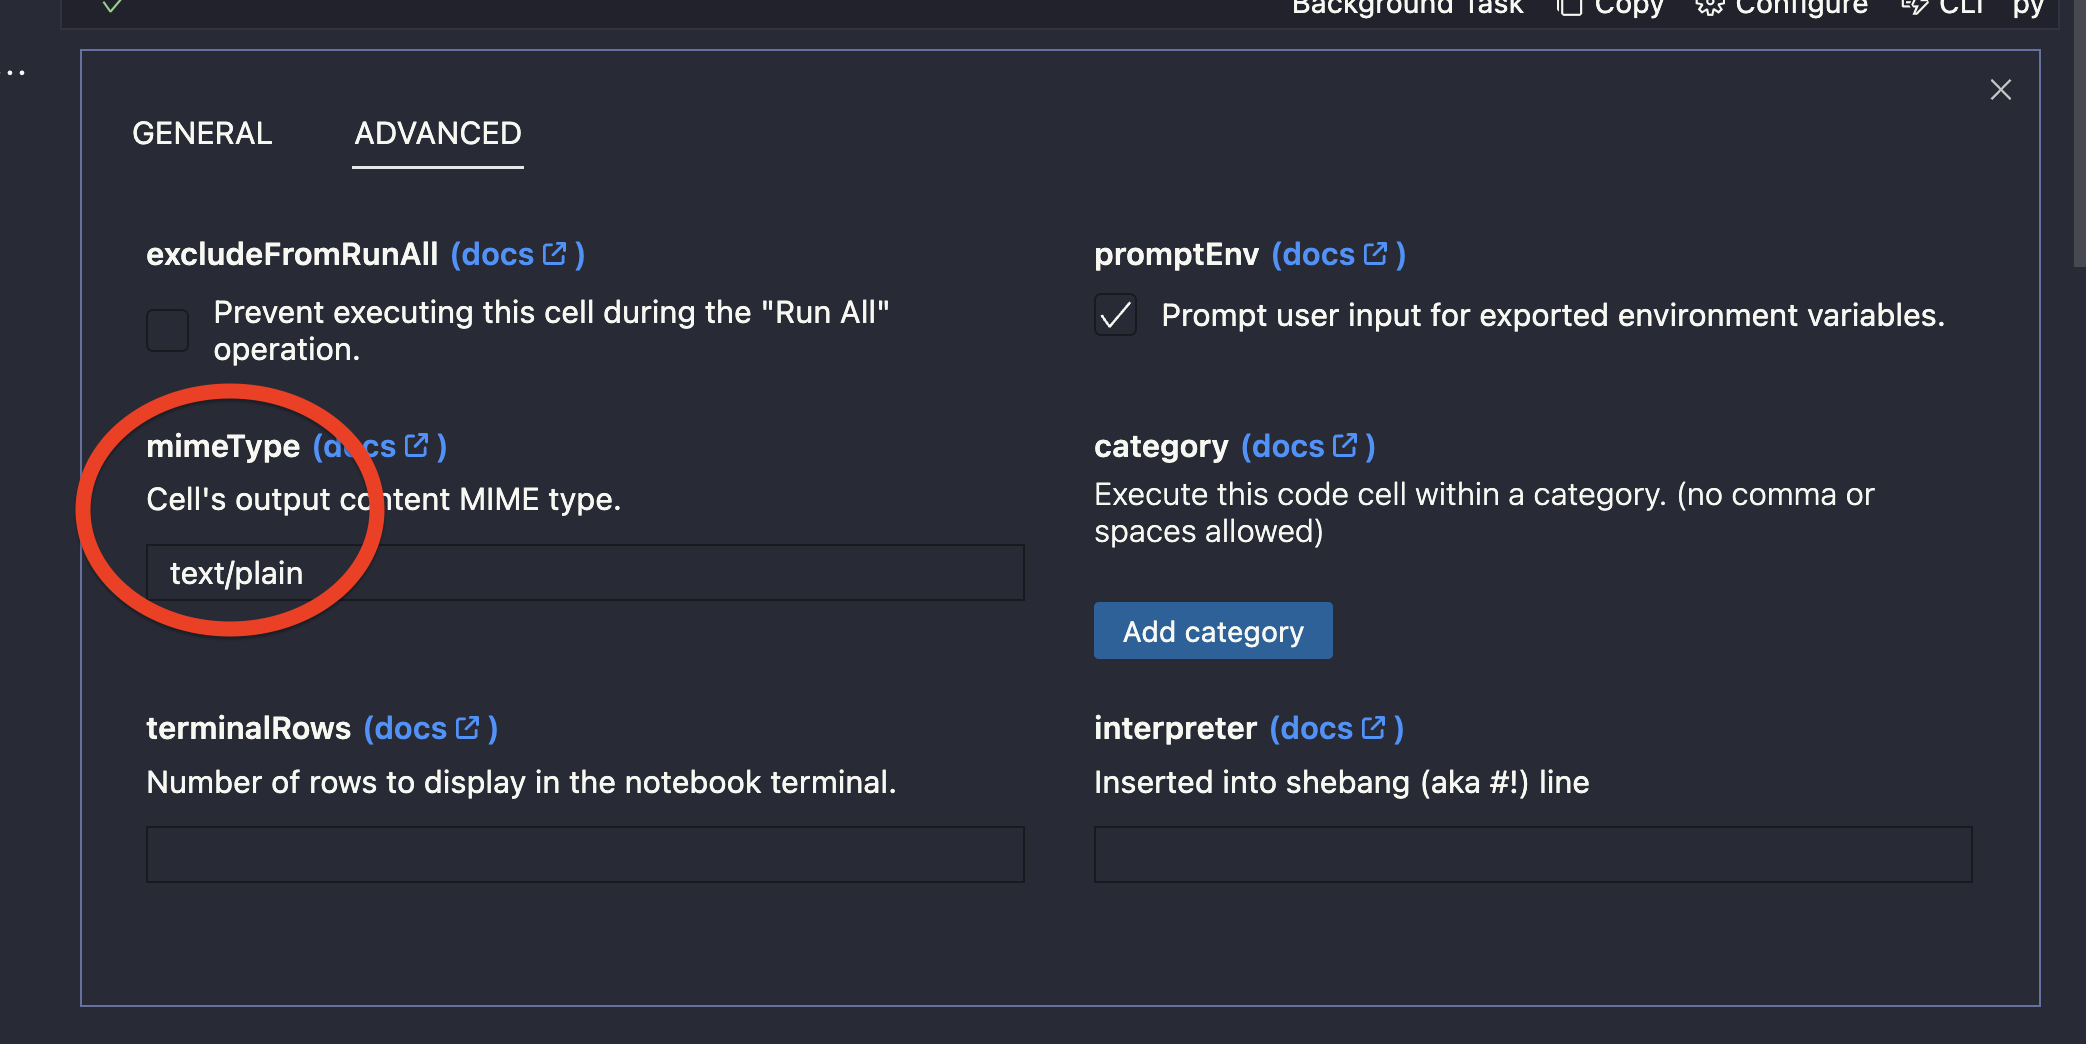 Background Task Copy Configure CLI py
...
GENERAL ADVANCED
excludeFromRunAll (docs )
Prevent executing this cell during the "Run All"
operation.
promptEnv (docs )
Prompt user input for exported environment variables.
mimeType (docs )
Cell's output content MIME type.
text/plain
category (docs )
Execute this code cell within a category. (no comma or
spaces allowed)
Add category
terminalRows (docs )
Number of rows to display in the notebook terminal.
interpreter (docs )
Inserted into shebang (aka #!) line